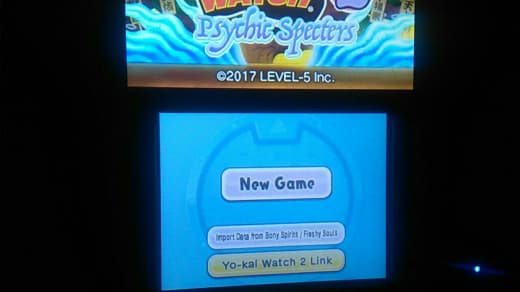 WATCH
Psychic Specters
©2017 LEVEL-5 Inc.
New Game
Import Data from Bony Spirits / Fleshy Souls
Yo-kai Watch 2 Link